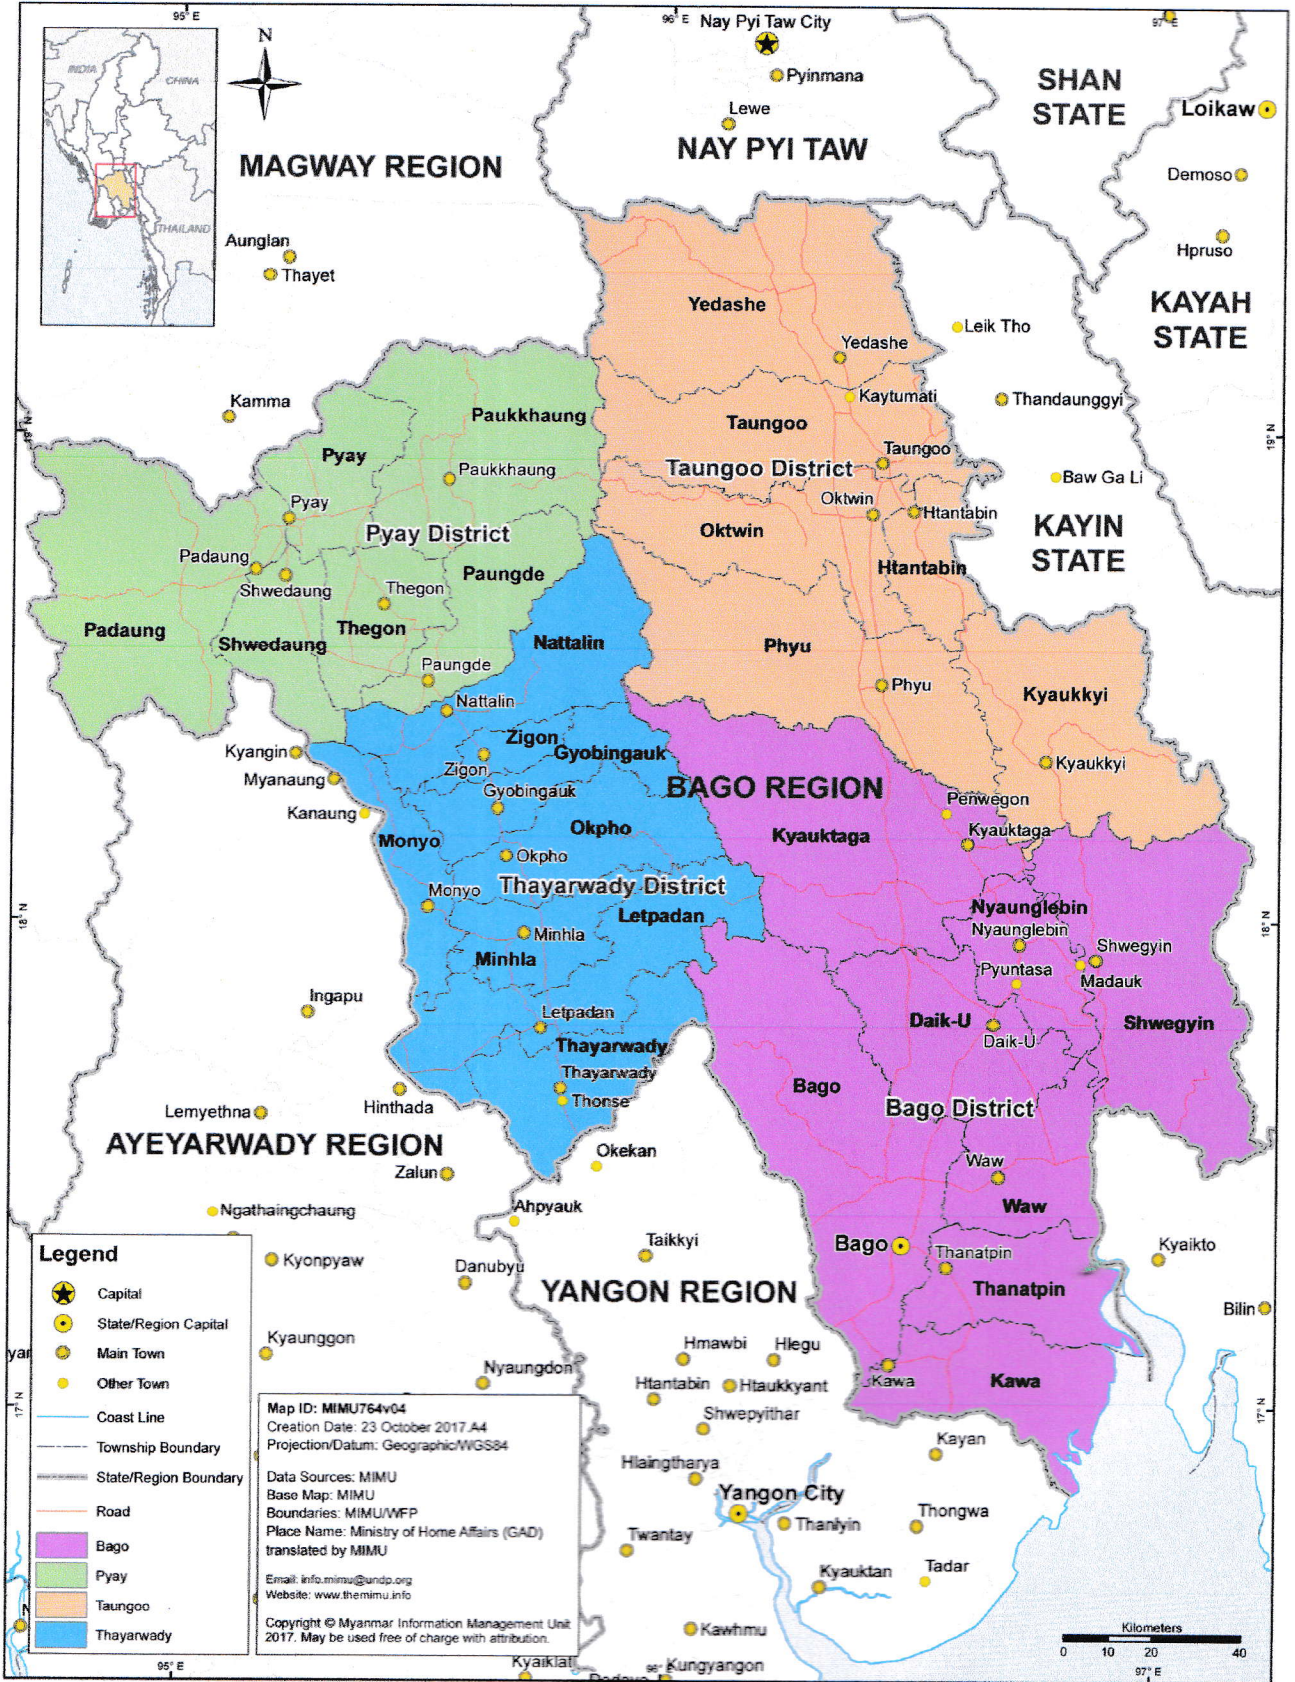 95° E
96° E
97° E
N
INDIA
CHINA
THAILAND
Nay Pyi Taw City
Pyinmana
Lewe
NAY PYI TAW
SHAN
STATE
Loikaw
Demoso
Hpruso
KAYAH
STATE
MAGWAY REGION
Aunglan
Thayet
Yedashe
Yedashe
Leik Tho
Kamma
Paukkhaung
Taungoo
Kaytumati
Thandaunggyi
19° N
19° N
Pyay
Paukkhaung
Taungoo District
Taungoo
Baw Ga Li
Pyay
Oktwin
Htantabin
Pyay District
Oktwin
KAYIN
STATE
Padaung
Shwedaung
Thegon
Paungde
Htantabin
Padaung
Shwedaung
Thegon
Nattalin
Phyu
Paungde
Phyu
Kyaukkyi
Nattalin
Kyangin
Zigon
Gyobingauk
Kyaukkyi
Myanaung
Zigon
BAGO REGION
Gyobingauk
Kanaung
Penwegon
Monyo
Okpho
Kyauktaga
Kyauktaga
Okpho
Monyo
Thayarwady District
Nyaunglebin
18° N
18° N
Letpadan
Nyaunglebin
Minhla
Shwegyin
Minhla
Pyuntasa
Madauk
Ingapu
Letpadan
Daik-U
Shwegyin
Thayarwady
Daik-U
Thayarwady
Bago
Thonse
Hinthada
Bago District
Lemyethna
AYEYARWADY REGION
Okekan
Waw
Zalun
Waw
Ngathaingchaung
Ahpyauk
Taikkyi
Bago
Thanatpin
Kyaikto
Kyonpyaw
Danubyu
YANGON REGION
Thanatpin
Bilin
Kyaunggon
Hmawbi
Hlegu
Nyaungdon
Htantabin
Htaukkyant
Kawa
Kawa
17° N
17° N
Shwepyithar
Kayan
Hlaingtharya
Yangon City
Thanlyin
Thongwa
Twantay
Kyauktan
Tadar
Kawhmu
Kyaiklat
Kungyangon
Legend
Capital
State/Region Capital
Main Town
Other Town
Coast Line
Township Boundary
State/Region Boundary
Road
Bago
Pyay
Taungoo
Thayarwady
Map ID: MIMU764v04
Creation Date: 23 October 2017.A4
Projection/Datum: Geographic/WGS84
Data Sources: MIMU
Base Map: MIMU
Boundaries: MIMU/WFP
Place Name: Ministry of Home Affairs (GAD)
translated by MIMU
Email: info.mimu@undp.org
Website: www.themimu.info
Copyright © Myanmar Information Management Unit
2017. May be used free of charge with attribution.
Kilometers
0 10 20 40
95° E
96° E
97° E